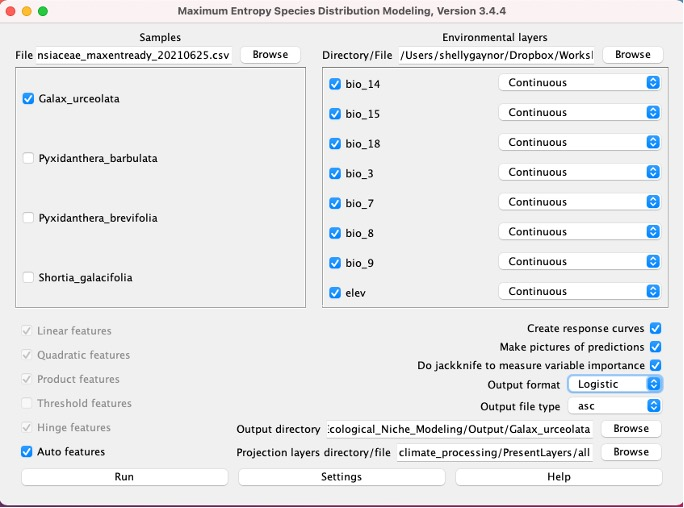 Maximum Entropy Species Distribution Modeling, Version 3.4.4
Samples
File nsiaceae_maxentready_20210625.csv Browse
Galax_urceolata
Pyxidanthera_barbulata
Pyxidanthera_brevifolia
Shortia_galacifolia
Environmental layers
Directory/File /Users/shellygaynor/Dropbox/Works Browse
bio_14 Continuous
bio_15 Continuous
bio_18 Continuous
bio_3 Continuous
bio_7 Continuous
bio_8 Continuous
bio_9 Continuous
elev Continuous
Linear features
Quadratic features
Product features
Threshold features
Hinge features
Auto features
Create response curves
Make pictures of predictions
Do jackknife to measure variable importance
Output format Logistic
Output file type asc
Output directory cological_Niche_Modeling/Output/Galax_urceolata Browse
Projection layers directory/file climate_processing/PresentLayers/all Browse
Run Settings Help